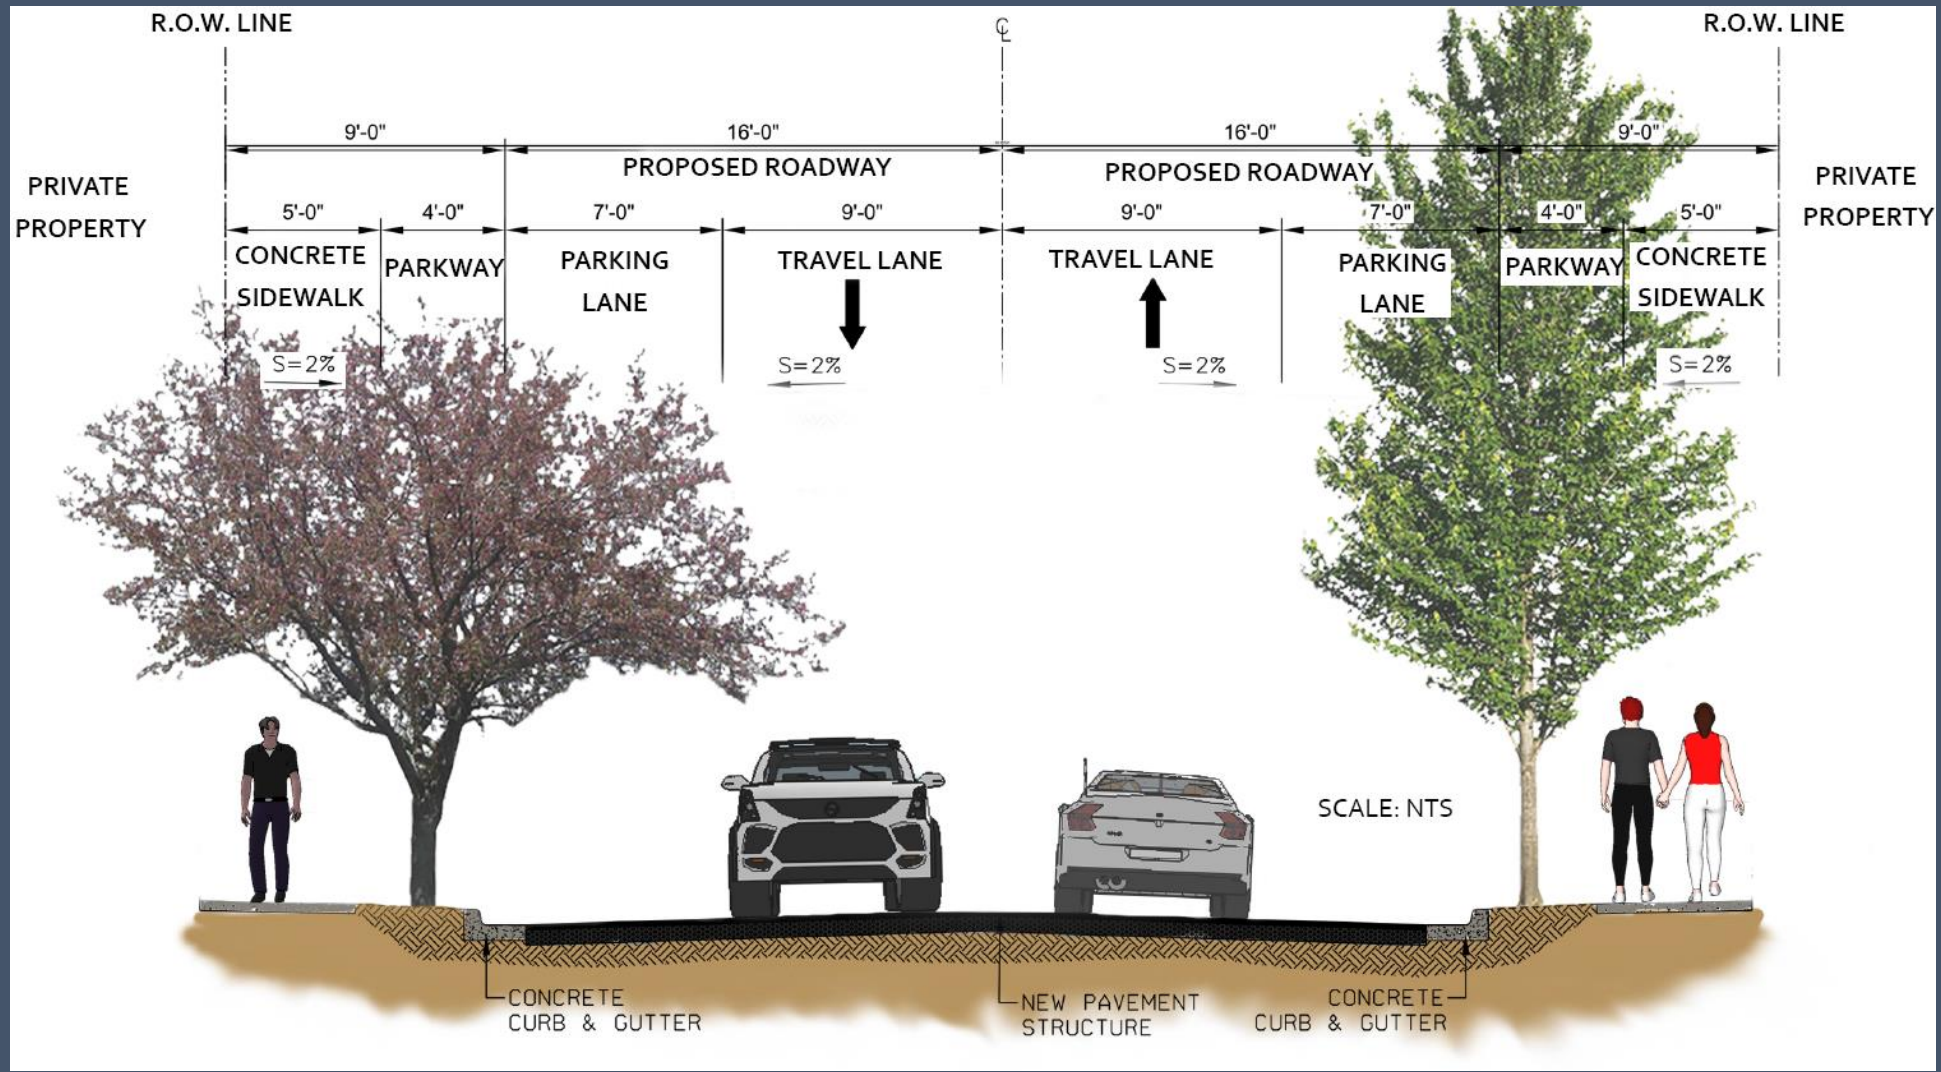 R.O.W. LINE
℄
R.O.W. LINE
9'-0"
16'-0"
16'-0"
9'-0"
PROPOSED ROADWAY
PROPOSED ROADWAY
PRIVATE
PROPERTY
PRIVATE
PROPERTY
5'-0"
4'-0"
7'-0"
9'-0"
9'-0"
7'-0"
4'-0"
5'-0"
CONCRETE
SIDEWALK
PARKWAY
PARKING
LANE
TRAVEL LANE
TRAVEL LANE
PARKING
LANE
PARKWAY
CONCRETE
SIDEWALK
S=2%
S=2%
S=2%
S=2%
SCALE: NTS
CONCRETE
CURB & GUTTER
NEW PAVEMENT
STRUCTURE
CONCRETE
CURB & GUTTER